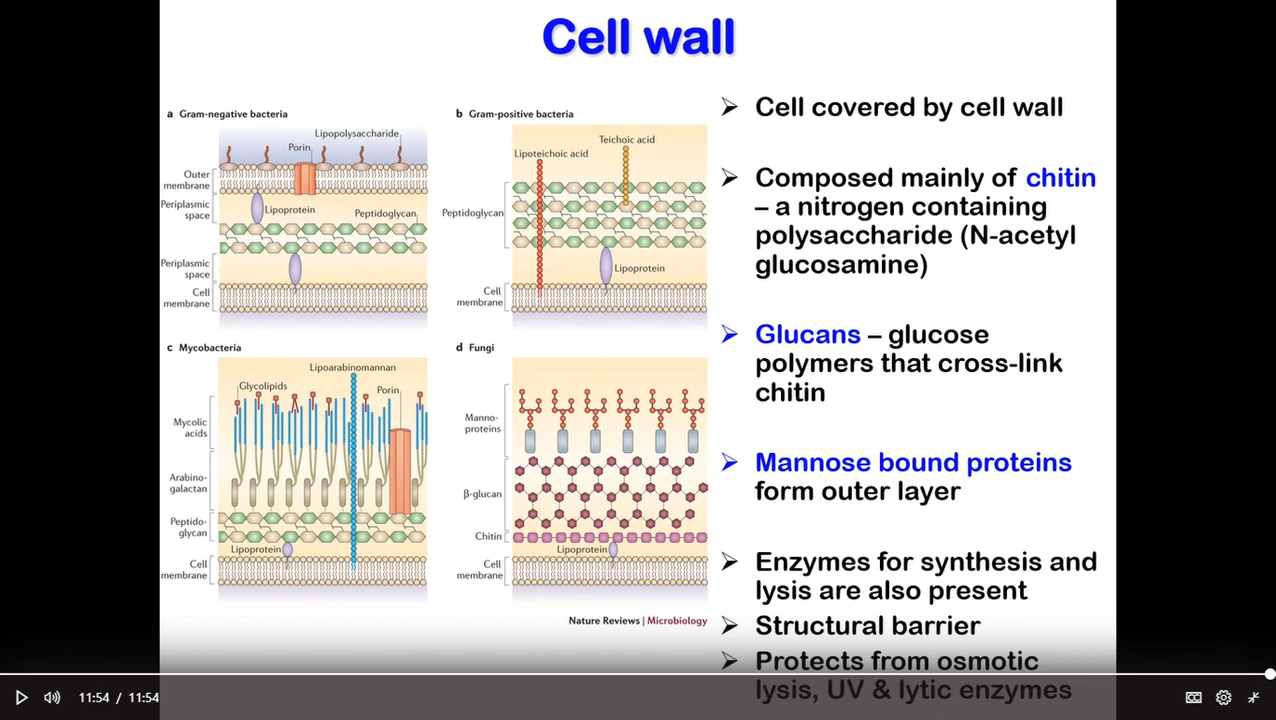 Cell wall
a Gram-negative bacteria
Lipopolysaccharide
Porin
Outer
membrane
Periplasmic
space
Lipoprotein
Peptidoglycan
Periplasmic
space
Cell
membrane
b Gram-positive bacteria
Teichoic acid
Lipoteichoic acid
Peptidoglycan
Lipoprotein
Cell
membrane
c Mycobacteria
Lipoarabinomannan
Glycolipids
Porin
Mycolic
acids
Arabino-
galactan
Peptido-
glycan
Lipoprotein
Cell
membrane
d Fungi
Manno-
proteins
β-glucan
Chitin
Lipoprotein
Cell
membrane
Nature Reviews | Microbiology
➢ Cell covered by cell wall
➢ Composed mainly of chitin
– a nitrogen containing
polysaccharide (N-acetyl
glucosamine)
➢ Glucans – glucose
polymers that cross-link
chitin
➢ Mannose bound proteins
form outer layer
➢ Enzymes for synthesis and
lysis are also present
➢ Structural barrier
➢ Protects from osmotic
lysis, UV & lytic enzymes
11:54 / 11:54
CC